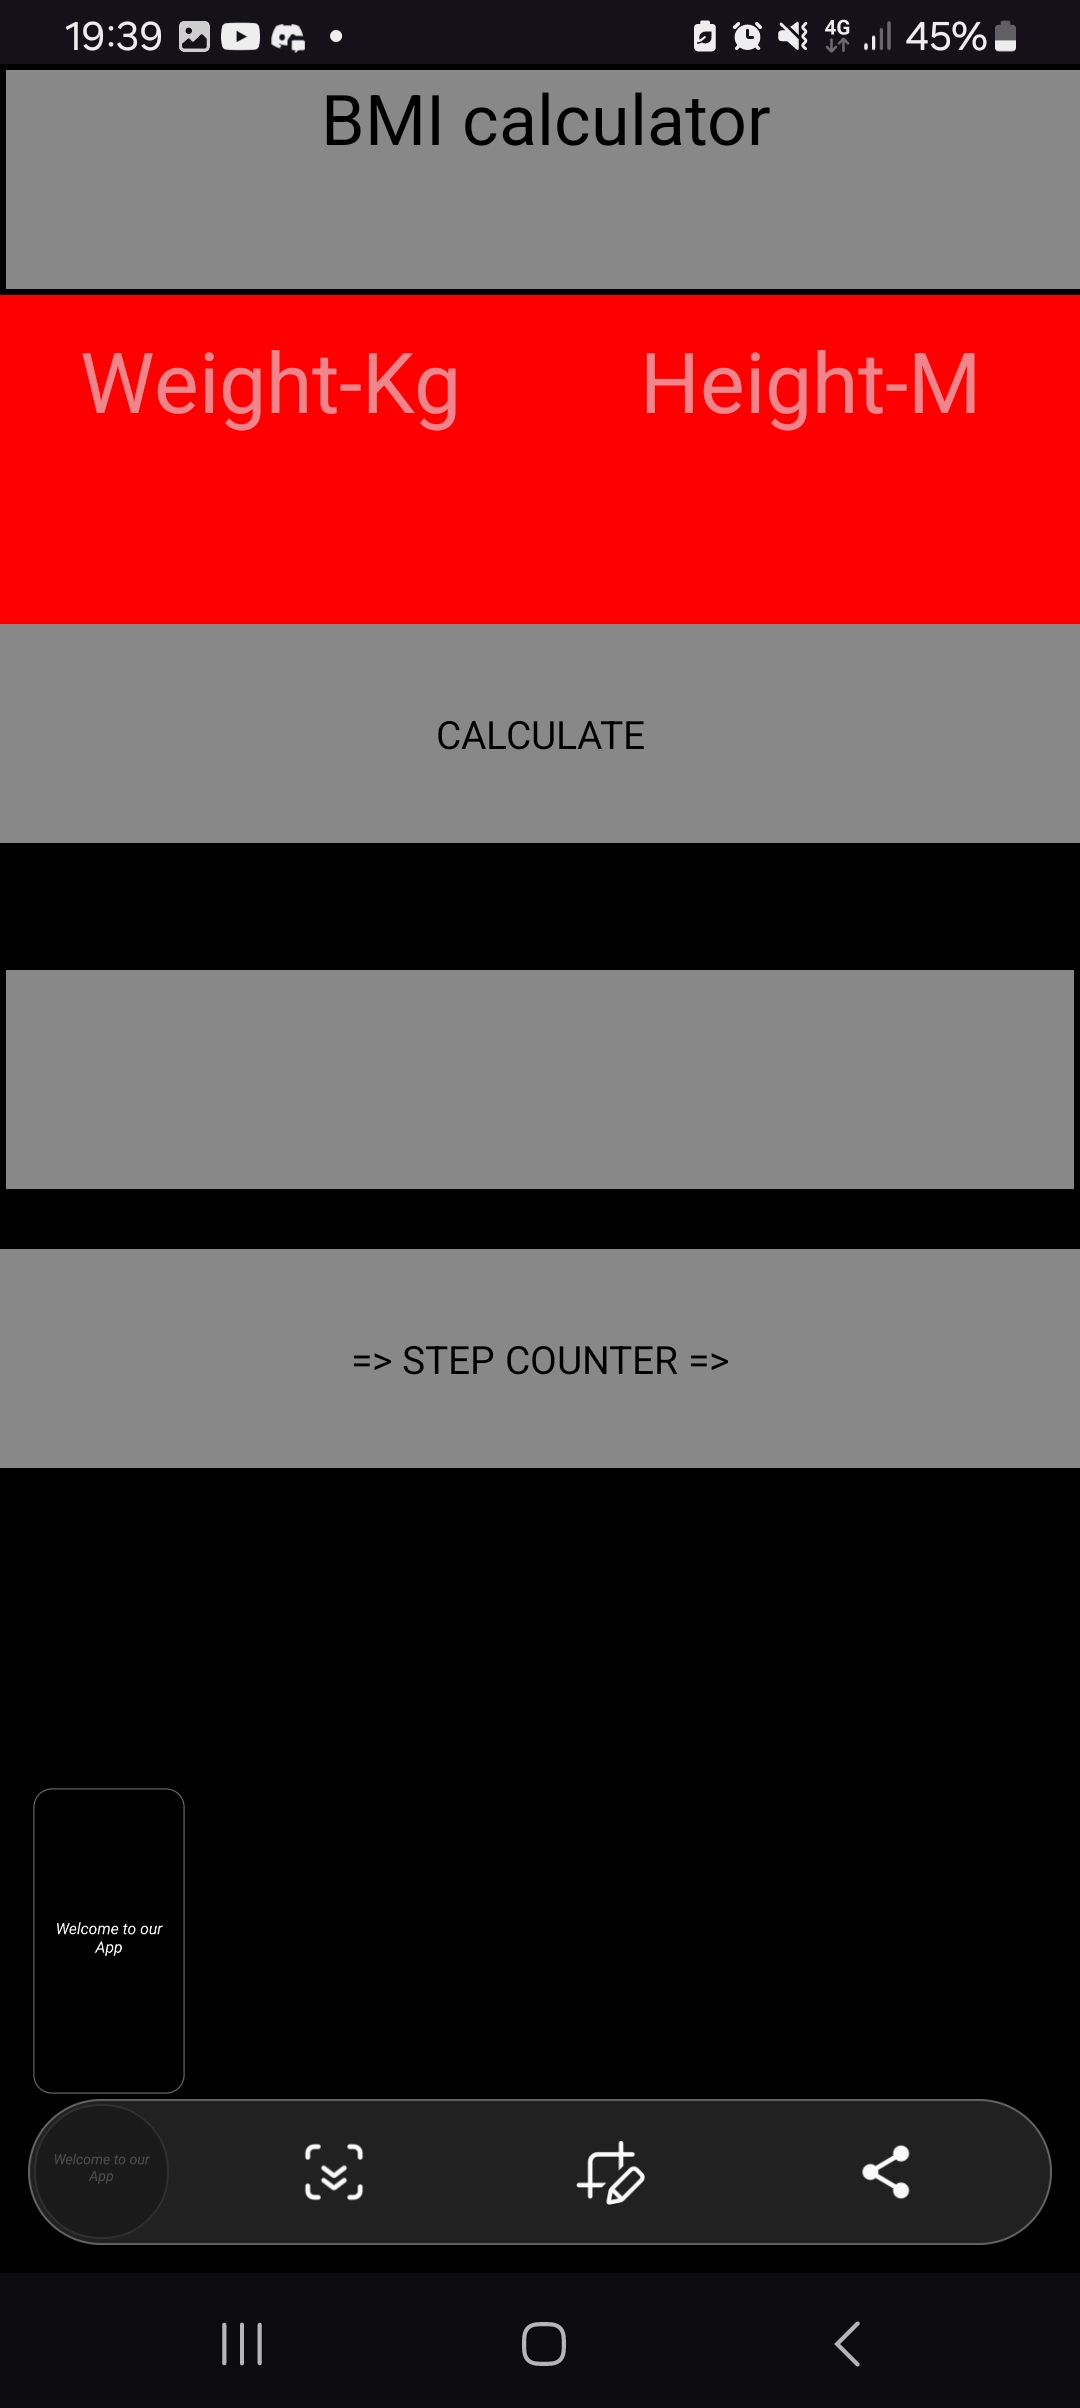 19:39 4G 45%
BMI calculator
Weight-Kg Height-M
CALCULATE
=> STEP COUNTER =>
Welcome to our
App
Welcome to our
App